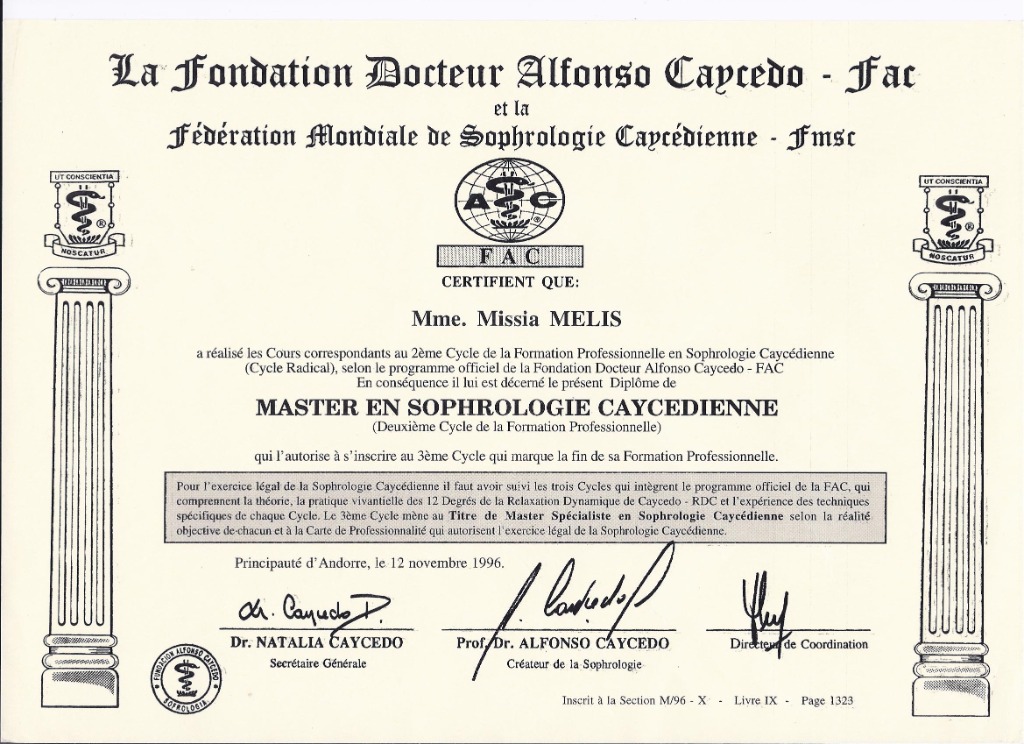 La Fondation Docteur Alfonso Caycedo - Fac
et la
Fédération Mondiale de Sophrologie Caycédienne - Fmsc
UT CONSCIENTIA
®
NOSCATUR
UT CONSCIENTIA
®
NOSCATUR
A C
®
FAC
CERTIFIENT QUE:
Mme. Missia MELIS
a réalisé les Cours correspondants au 2ème Cycle de la Formation Professionnelle en Sophrologie Caycédienne
(Cycle Radical), selon le programme officiel de la Fondation Docteur Alfonso Caycedo - FAC
En conséquence il lui est décerné le présent Diplôme de
MASTER EN SOPHROLOGIE CAYCEDIENNE
(Deuxième Cycle de la Formation Professionnelle)
qui l'autorise à s'inscrire au 3ème Cycle qui marque la fin de sa Formation Professionnelle.
Pour l'exercice légal de la Sophrologie Caycédienne il faut avoir suivi les trois Cycles qui intègrent le programme officiel de la FAC, qui
comprennent la théorie, la pratique vivantielle des 12 Degrés de la Relaxation Dynamique de Caycedo - RDC et l'expérience des techniques
spécifiques de chaque Cycle. Le 3ème Cycle mène au Titre de Master Spécialiste en Sophrologie Caycédienne selon la réalité
objective de chacun et à la Carte de Professionnalité qui autorisent l'exercice légal de la Sophrologie Caycédienne.
Principauté d'Andorre, le 12 novembre 1996.
Dr. NATALIA CAYCEDO
Secrétaire Générale
Prof. Dr. ALFONSO CAYCEDO
Créateur de la Sophrologie
Directeur de Coordination
FUNDACION ALFONSO CAYCEDO
SOFROLOGIA
Inscrit à la Section M/96 - X - Livre IX - Page 1323